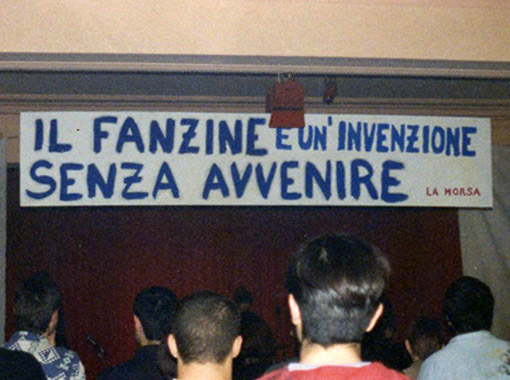 IL FANZINE E UN' INVENZIONE
SENZA AVVENIRE
LA MORSA